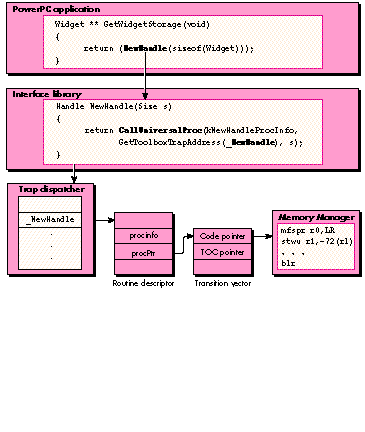 PowerPC application
Widget ** GetWidgetStorage(void)
{
return (NewHandle(sizeof(Widget)));
}
Interface library
Handle NewHandle(Size s)
{
return CallUniversalProc(kNewHandleProcInfo,
GetToolboxTrapAddress(_NewHandle), s);
}
Trap dispatcher
_NewHandle
.
.
.
procInfo
procPtr
Routine descriptor
Code pointer
TOC pointer
Transition vector
Memory Manager
mfspr r0,LR
stwu r1,-72(r1)
. . .
blr